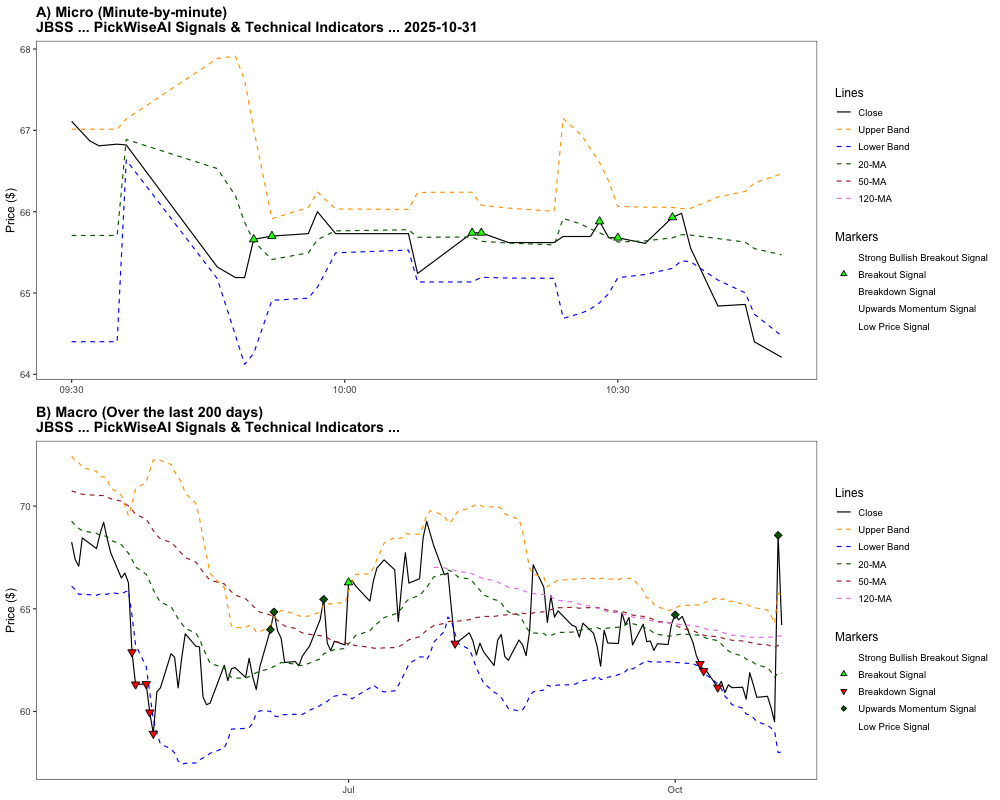 A) Micro (Minute-by-minute)
JBSS ... PickWiseAI Signals & Technical Indicators ... 2025-10-31
68
67
66
65
64
Price ($)
09:30
10:00
10:30
Lines
Close
Upper Band
Lower Band
20-MA
50-MA
120-MA
Markers
Strong Bullish Breakout Signal
Breakout Signal
Breakdown Signal
Upwards Momentum Signal
Low Price Signal
B) Macro (Over the last 200 days)
JBSS ... PickWiseAI Signals & Technical Indicators ...
70
65
60
Price ($)
Jul
Oct
Lines
Close
Upper Band
Lower Band
20-MA
50-MA
120-MA
Markers
Strong Bullish Breakout Signal
Breakout Signal
Breakdown Signal
Upwards Momentum Signal
Low Price Signal